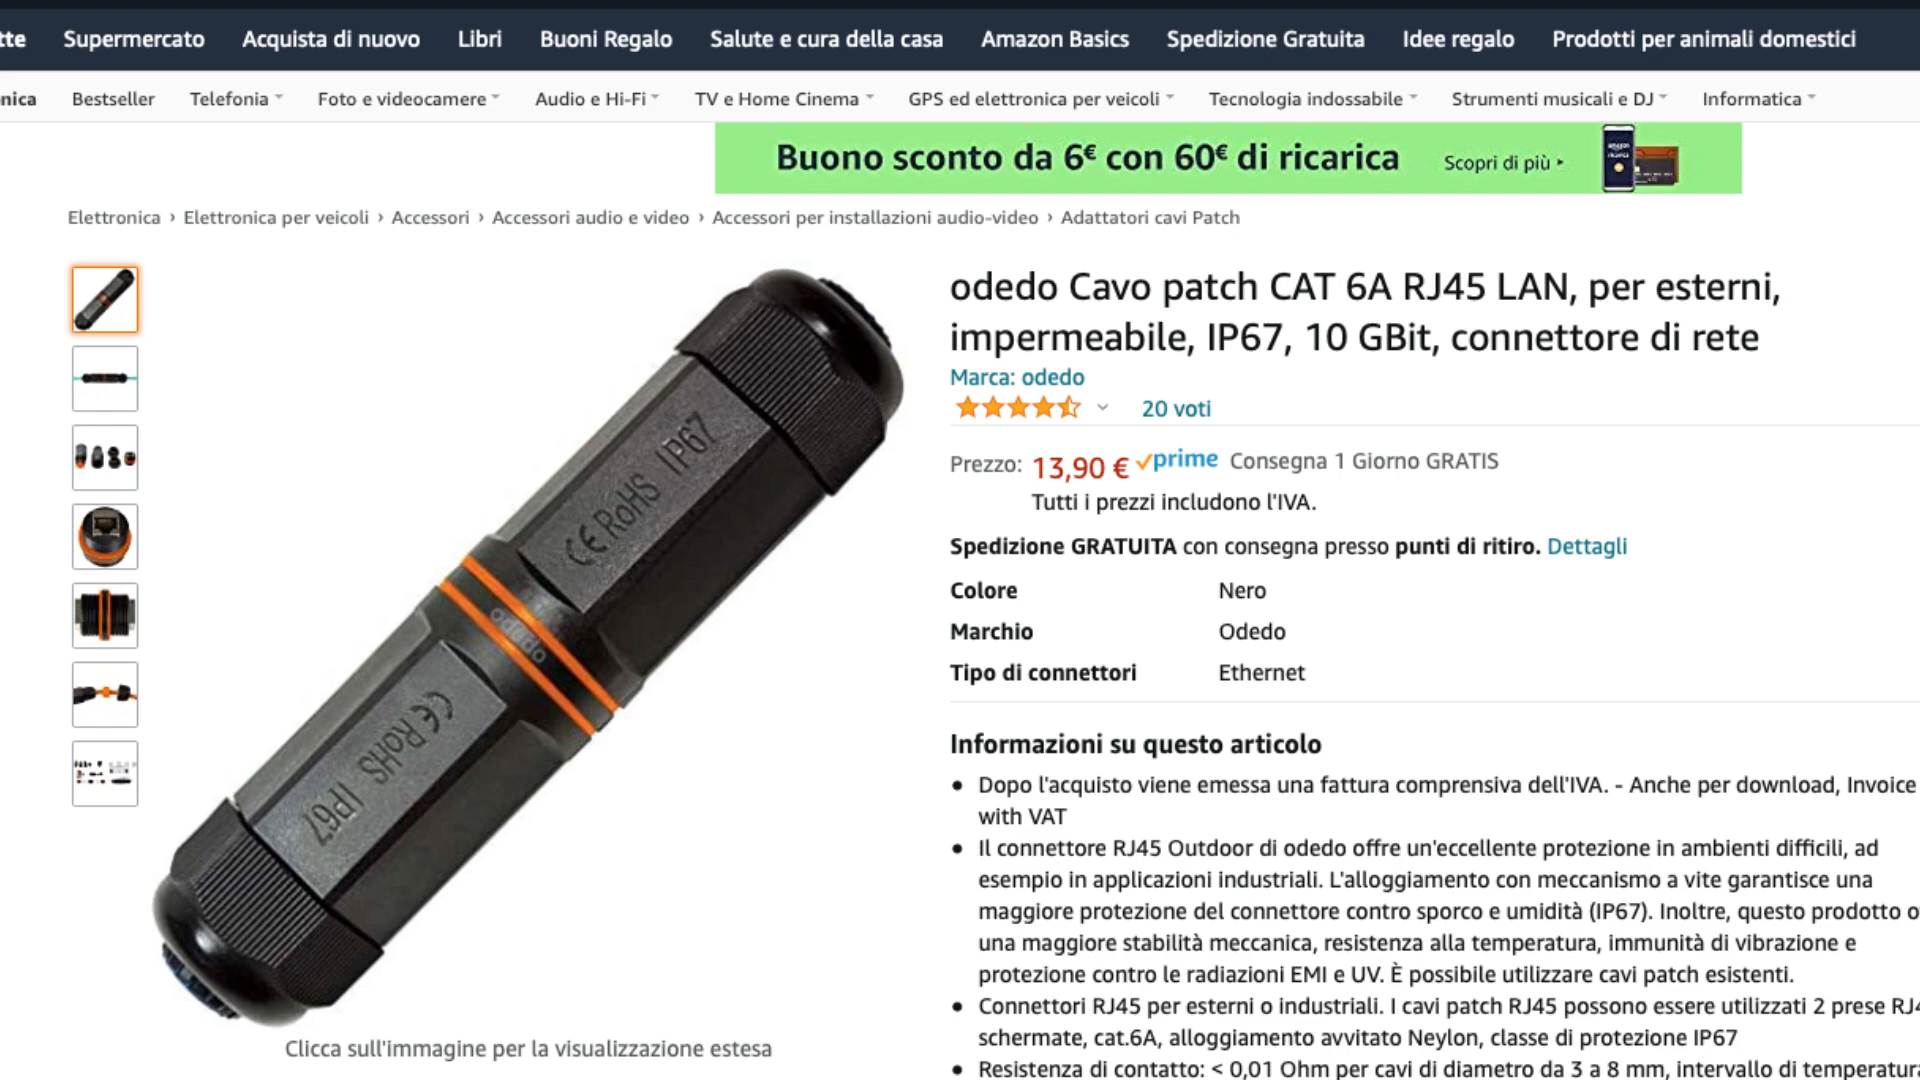 tte Supermercato Acquista di nuovo Libri Buoni Regalo Salute e cura della casa Amazon Basics Spedizione Gratuita Idee regalo Prodotti per animali domestici
nica Bestseller Telefonia Foto e videocamere Audio e Hi-Fi TV e Home Cinema GPS ed elettronica per veicoli Tecnologia indossabile Strumenti musicali e DJ Informatica
Buono sconto da 6€ con 60€ di ricarica Scopri di più
Elettronica › Elettronica per veicoli › Accessori › Accessori audio e video › Accessori per installazioni audio-video › Adattatori cavi Patch
CE RoHS IP67
odedo
CE RoHS IP67
Clicca sull'immagine per la visualizzazione estesa
odedo Cavo patch CAT 6A RJ45 LAN, per esterni,
impermeabile, IP67, 10 GBit, connettore di rete
Marca: odedo
20 voti
Prezzo: 13,90 € prime Consegna 1 Giorno GRATIS
Tutti i prezzi includono l'IVA.
Spedizione GRATUITA con consegna presso punti di ritiro. Dettagli
Colore Nero
Marchio Odedo
Tipo di connettori Ethernet
Informazioni su questo articolo
• Dopo l'acquisto viene emessa una fattura comprensiva dell'IVA. - Anche per download, Invoice
with VAT
• Il connettore RJ45 Outdoor di odedo offre un'eccellente protezione in ambienti difficili, ad
esempio in applicazioni industriali. L'alloggiamento con meccanismo a vite garantisce una
maggiore protezione del connettore contro sporco e umidità (IP67). Inoltre, questo prodotto o
una maggiore stabilità meccanica, resistenza alla temperatura, immunità di vibrazione e
protezione contro le radiazioni EMI e UV. È possibile utilizzare cavi patch esistenti.
• Connettori RJ45 per esterni o industriali. I cavi patch RJ45 possono essere utilizzati 2 prese RJ4
schermate, cat.6A, alloggiamento avvitato Neylon, classe di protezione IP67
• Resistenza di contatto: < 0,01 Ohm per cavi di diametro da 3 a 8 mm, intervallo di temperatura